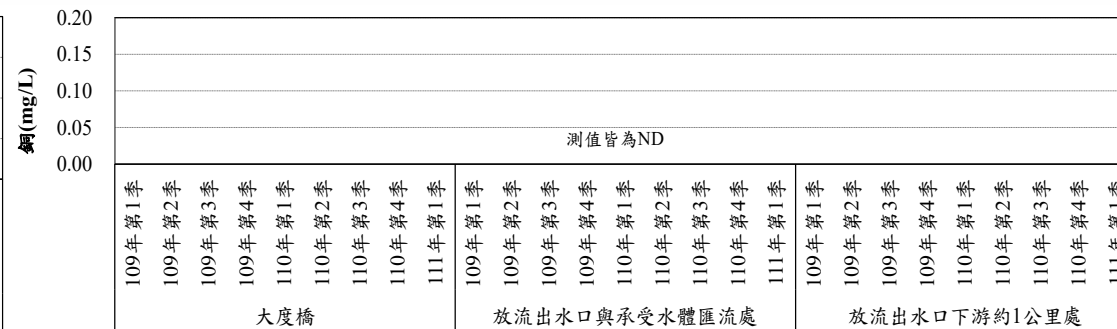 銅(mg/L)
0.20
0.15
0.10
0.05
0.00
測值皆為ND
109年第1季
109年第2季
109年第3季
109年第4季
110年第1季
110年第2季
110年第3季
110年第4季
111年第1季
109年第1季
109年第2季
109年第3季
109年第4季
110年第1季
110年第2季
110年第3季
110年第4季
111年第1季
109年第1季
109年第2季
109年第3季
109年第4季
110年第1季
110年第2季
110年第3季
110年第4季
111年第1季
大度橋
放流出水口與承受水體匯流處
放流出水口下游約1公里處